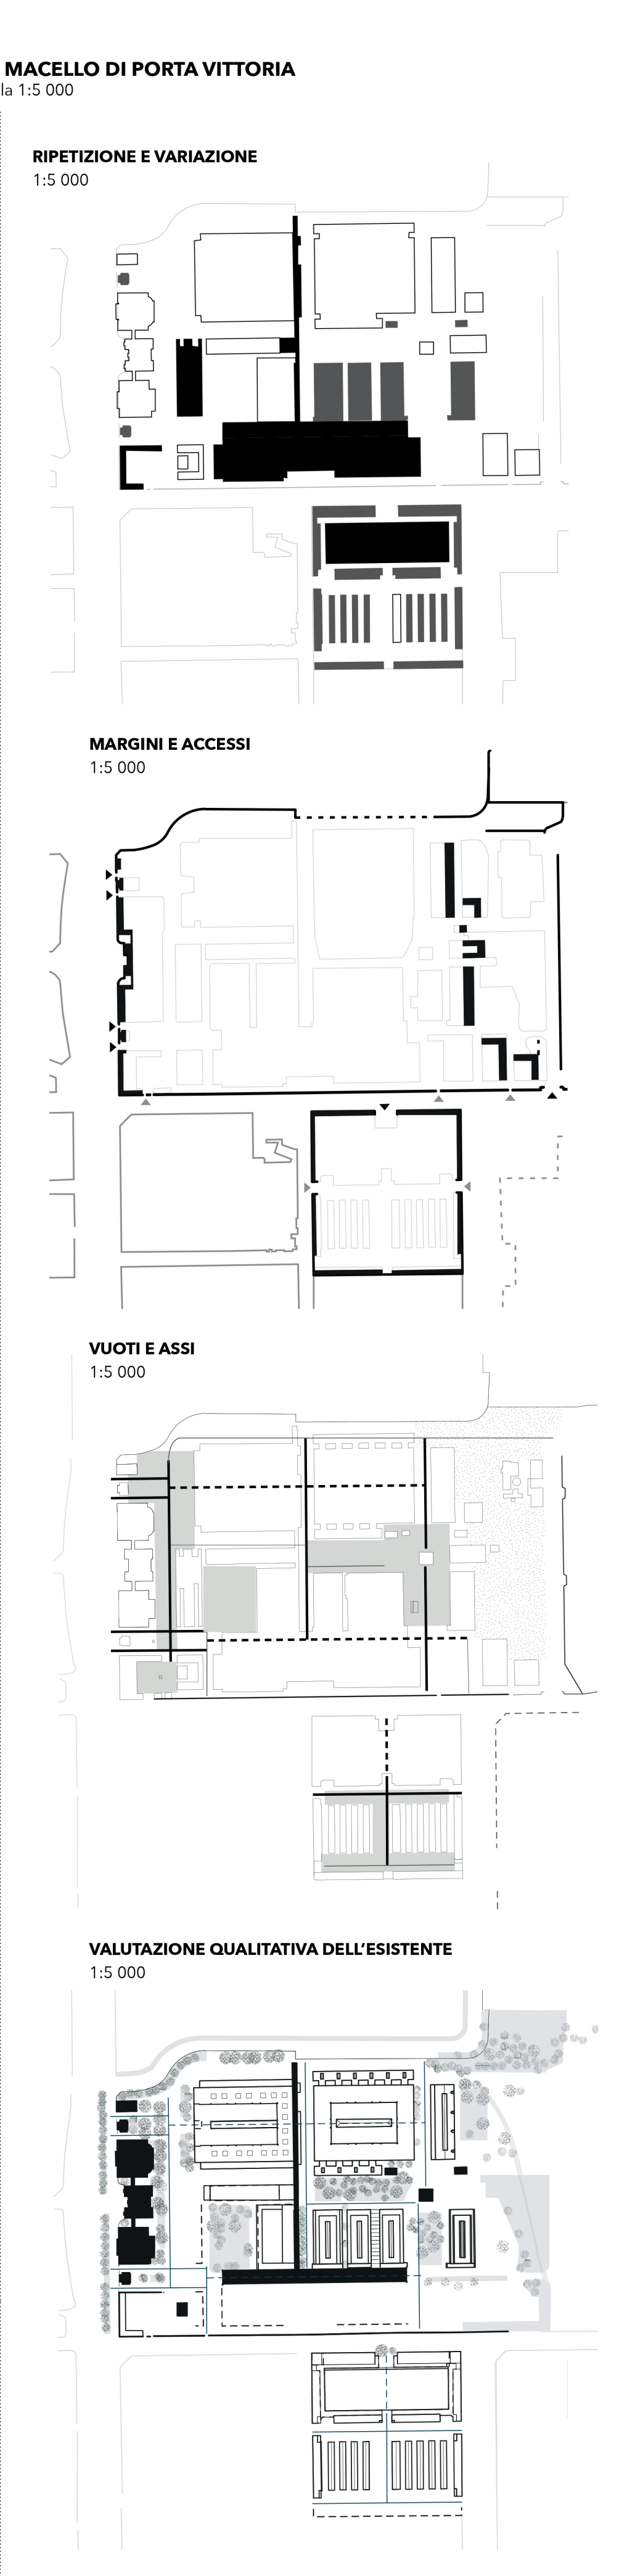 MACELLO DI PORTA VITTORIA
la 1:5 000
RIPETIZIONE E VARIAZIONE
1:5 000
MARGINI E ACCESSI
1:5 000
VUOTI E ASSI
1:5 000
VALUTAZIONE QUALITATIVA DELL'ESISTENTE
1:5 000